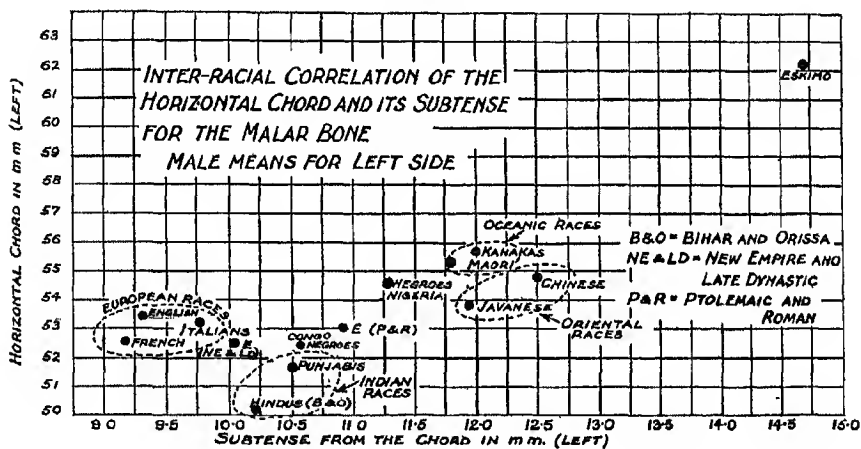 INTER-RACIAL CORRELATION OF THE
HORIZONTAL CHORD AND ITS SUBTENSE
FOR THE MALAR BONE
MALE MEANS FOR LEFT SIDE
HORIZONTAL CHORD IN mm (LEFT)
63
62
61
60
59
58
57
56
55
54
53
52
51
50
ESKIMO
OCEANIC RACES
KANAKAS
MAORI
CHINESE
JAVANESE
ORIENTAL
RACES
NEGROES
NIGERIA
B&O = BIHAR AND ORISSA
NE & LD = NEW EMPIRE AND
LATE DYNASTIC
P&R = PTOLEMAIC AND
ROMAN
EUROPEAN RACES
ENGLISH
ITALIANS
FRENCH
E
(NE & LD)
E (P&R)
CONGO
NEGROES
PUNJABIS
INDIAN
RACES
HINDUS (B&O)
9·0 9·5 10·0 10·5 11·0 11·5 12·0 12·5 13·0 13·5 14·0 14·5 15·0
SUBTENSE FROM THE CHORD IN mm. (LEFT)